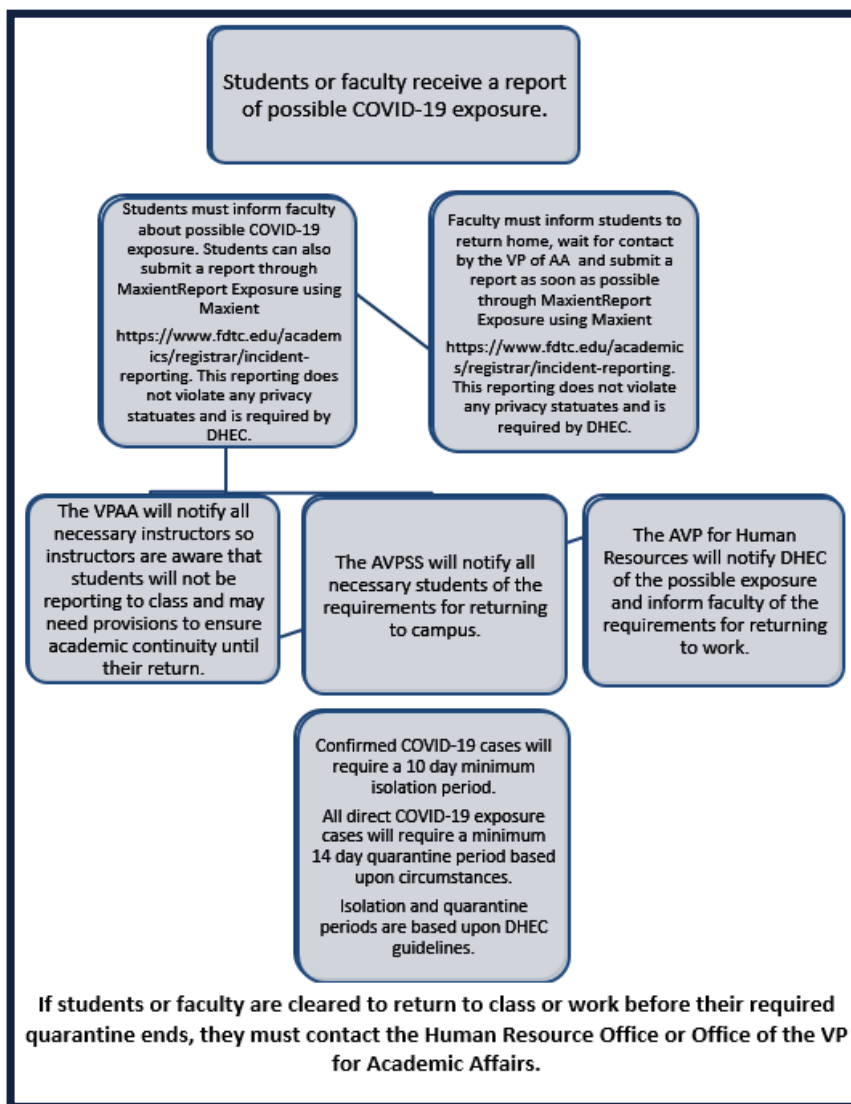 Students or faculty receive a report
of possible COVID-19 exposure.
Students must inform faculty
about possible COVID-19
exposure. Students can also
submit a report through
MaxientReport Exposure using
Maxient
https://www.fdtc.edu/academ
ics/registrar/incident-
reporting. This reporting does
not violate any privacy
statuates and is required by
DHEC.
Faculty must inform students to
return home, wait for contact
by the VP of AA and submit a
report as soon as possible
through MaxientReport
Exposure using Maxient
https://www.fdtc.edu/academic
s/registrar/incident-reporting.
This reporting does not violate
any privacy statuates and is
required by DHEC.
The VPAA will notify all
necessary instructors so
instructors are aware that
students will not be
reporting to class and may
need provisions to ensure
academic continuity until
their return.
The AVPSS will notify all
necessary students of the
requirements for returning
to campus.
The AVP for Human
Resources will notify DHEC
of the possible exposure
and inform faculty of the
requirements for returning
to work.
Confirmed COVID-19 cases will
require a 10 day minimum
isolation period.
All direct COVID-19 exposure
cases will require a minimum
14 day quarantine period based
upon circumstances.
Isolation and quarantine
periods are based upon DHEC
guidelines.
If students or faculty are cleared to return to class or work before their required
quarantine ends, they must contact the Human Resource Office or Office of the VP
for Academic Affairs.